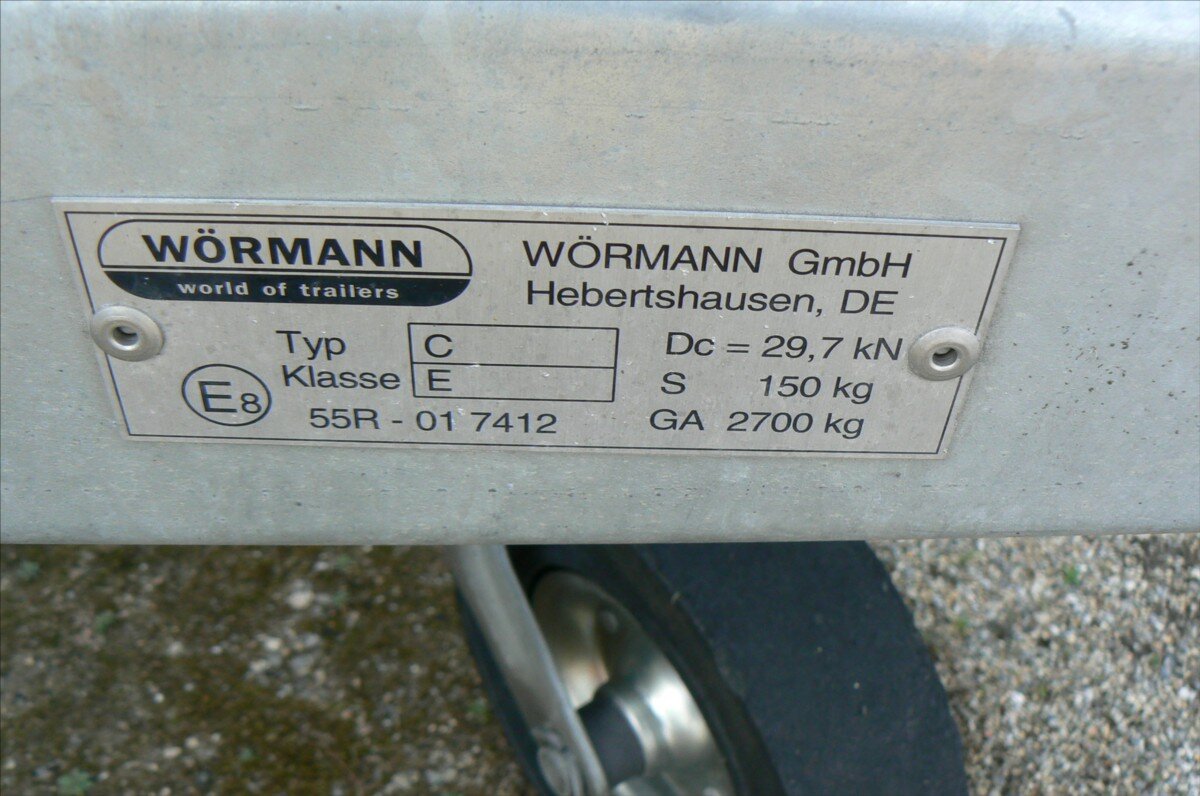 WÖRMANN
world of trailers
WÖRMANN GmbH
Hebertshausen, DE
Typ C
Klasse E
E8
55R - 01 7412
Dc = 29,7 kN
S 150 kg
GA 2700 kg